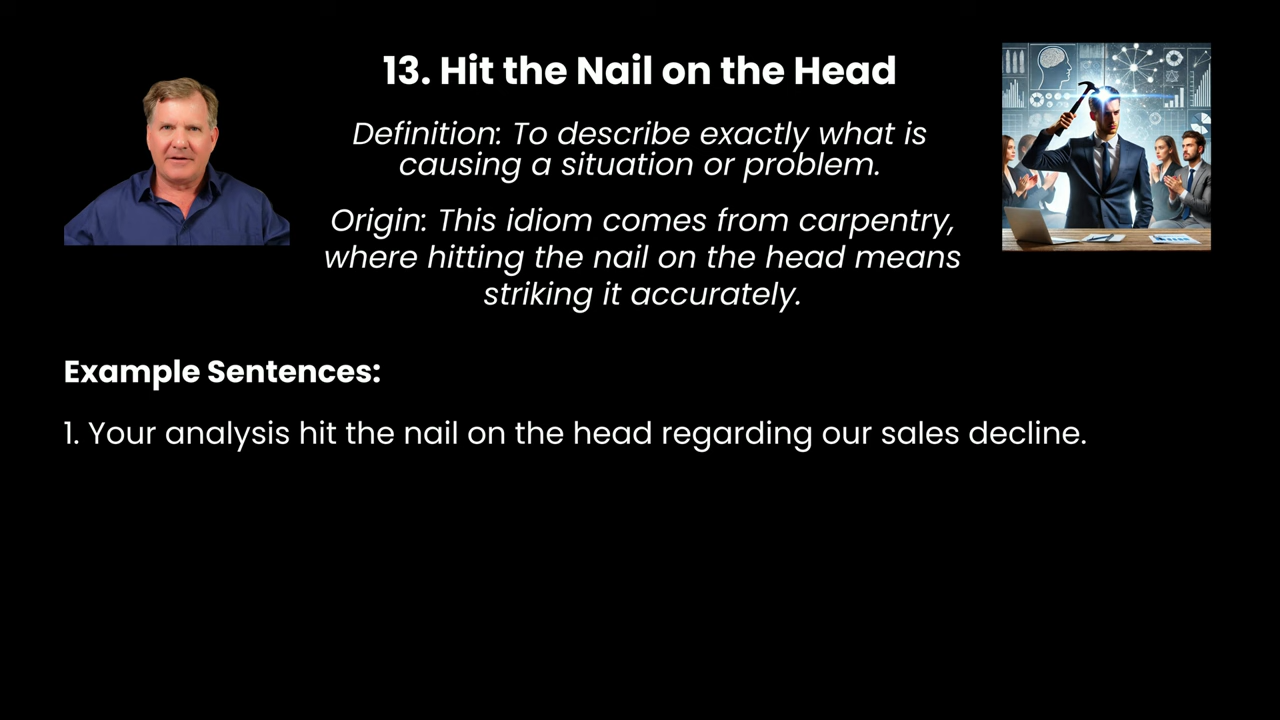 13. Hit the Nail on the Head
Definition: To describe exactly what is
causing a situation or problem.
Origin: This idiom comes from carpentry,
where hitting the nail on the head means
striking it accurately.
Example Sentences:
1. Your analysis hit the nail on the head regarding our sales decline.